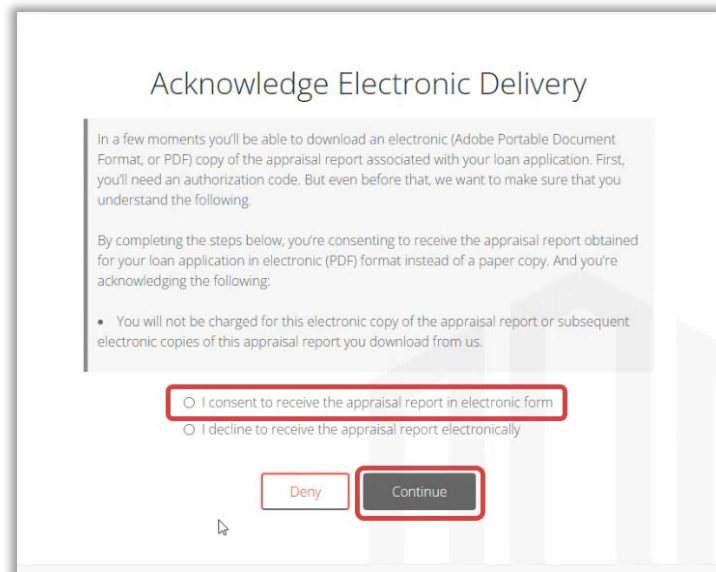 Acknowledge Electronic Delivery
In a few moments you'll be able to download an electronic (Adobe Portable Document
Format, or PDF) copy of the appraisal report associated with your loan application. First,
you'll need an authorization code. But even before that, we want to make sure that you
understand the following.
By completing the steps below, you're consenting to receive the appraisal report obtained
for your loan application in electronic (PDF) format instead of a paper copy. And you're
acknowledging the following:
• You will not be charged for this electronic copy of the appraisal report or subsequent
electronic copies of this appraisal report you download from us.
I consent to receive the appraisal report in electronic form
I decline to receive the appraisal report electronically
Deny Continue